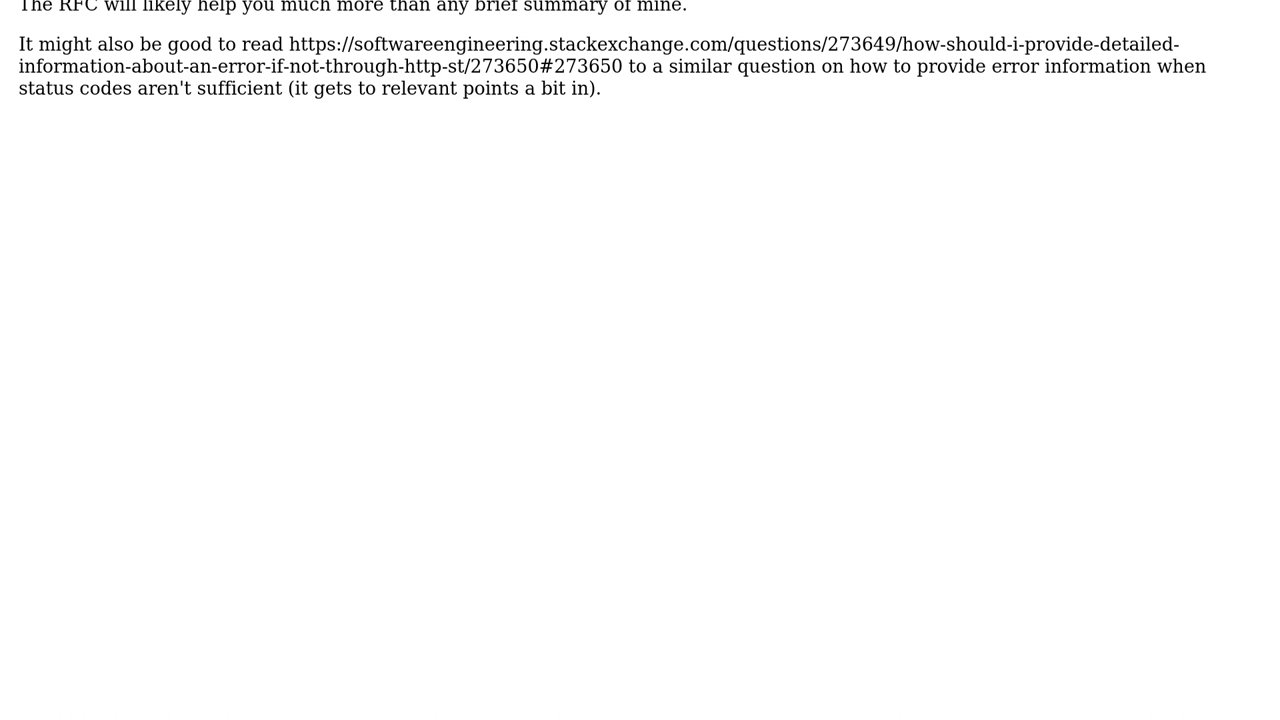 The RFC will likely help you much more than any brief summary of mine.
It might also be good to read https://softwareengineering.stackexchange.com/questions/273649/how-should-i-provide-detailed-
information-about-an-error-if-not-through-http-st/273650#273650 to a similar question on how to provide error information when
status codes aren't sufficient (it gets to relevant points a bit in).